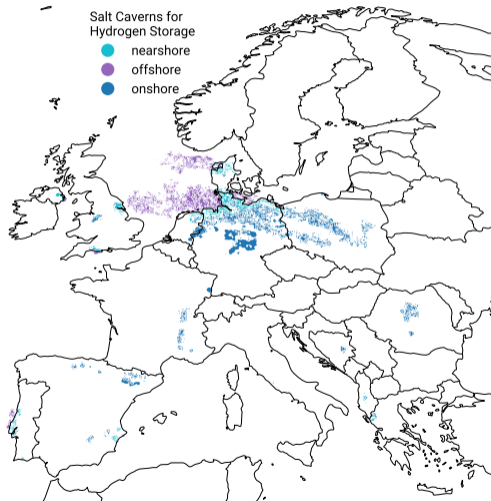 Salt Caverns for
Hydrogen Storage
nearshore
offshore
onshore